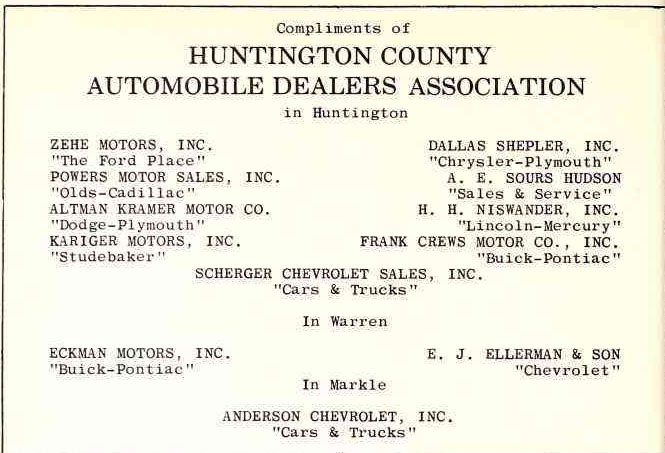 Compliments of
HUNTINGTON COUNTY
AUTOMOBILE DEALERS ASSOCIATION
in Huntington
ZEHE MOTORS, INC.
"The Ford Place"
POWERS MOTOR SALES, INC.
"Olds-Cadillac"
ALTMAN KRAMER MOTOR CO.
"Dodge-Plymouth"
KARIGER MOTORS, INC.
"Studebaker"
DALLAS SHEPLER, INC.
"Chrysler-Plymouth"
A. E. SOURS HUDSON
"Sales & Service"
H. H. NISWANDER, INC.
"Lincoln-Mercury"
FRANK CREWS MOTOR CO., INC.
"Buick-Pontiac"
SCHERGER CHEVROLET SALES, INC.
"Cars & Trucks"
In Warren
ECKMAN MOTORS, INC.
"Buick-Pontiac"
E. J. ELLERMAN & SON
"Chevrolet"
In Markle
ANDERSON CHEVROLET, INC.
"Cars & Trucks"